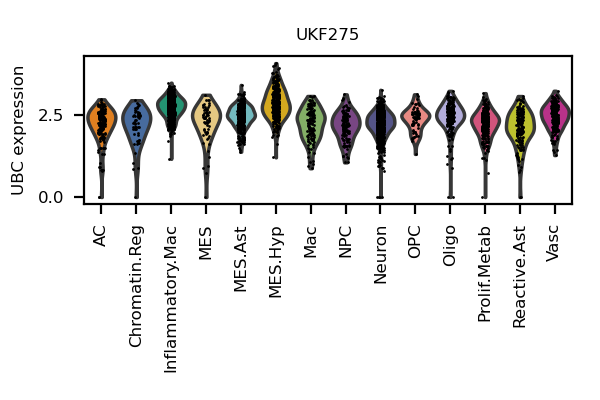 UKF275
UBC expression
2.5
0.0
AC
Chromatin.Reg
Inflammatory.Mac
MES
MES.Ast
MES.Hyp
Mac
NPC
Neuron
OPC
Oligo
Prolif.Metab
Reactive.Ast
Vasc